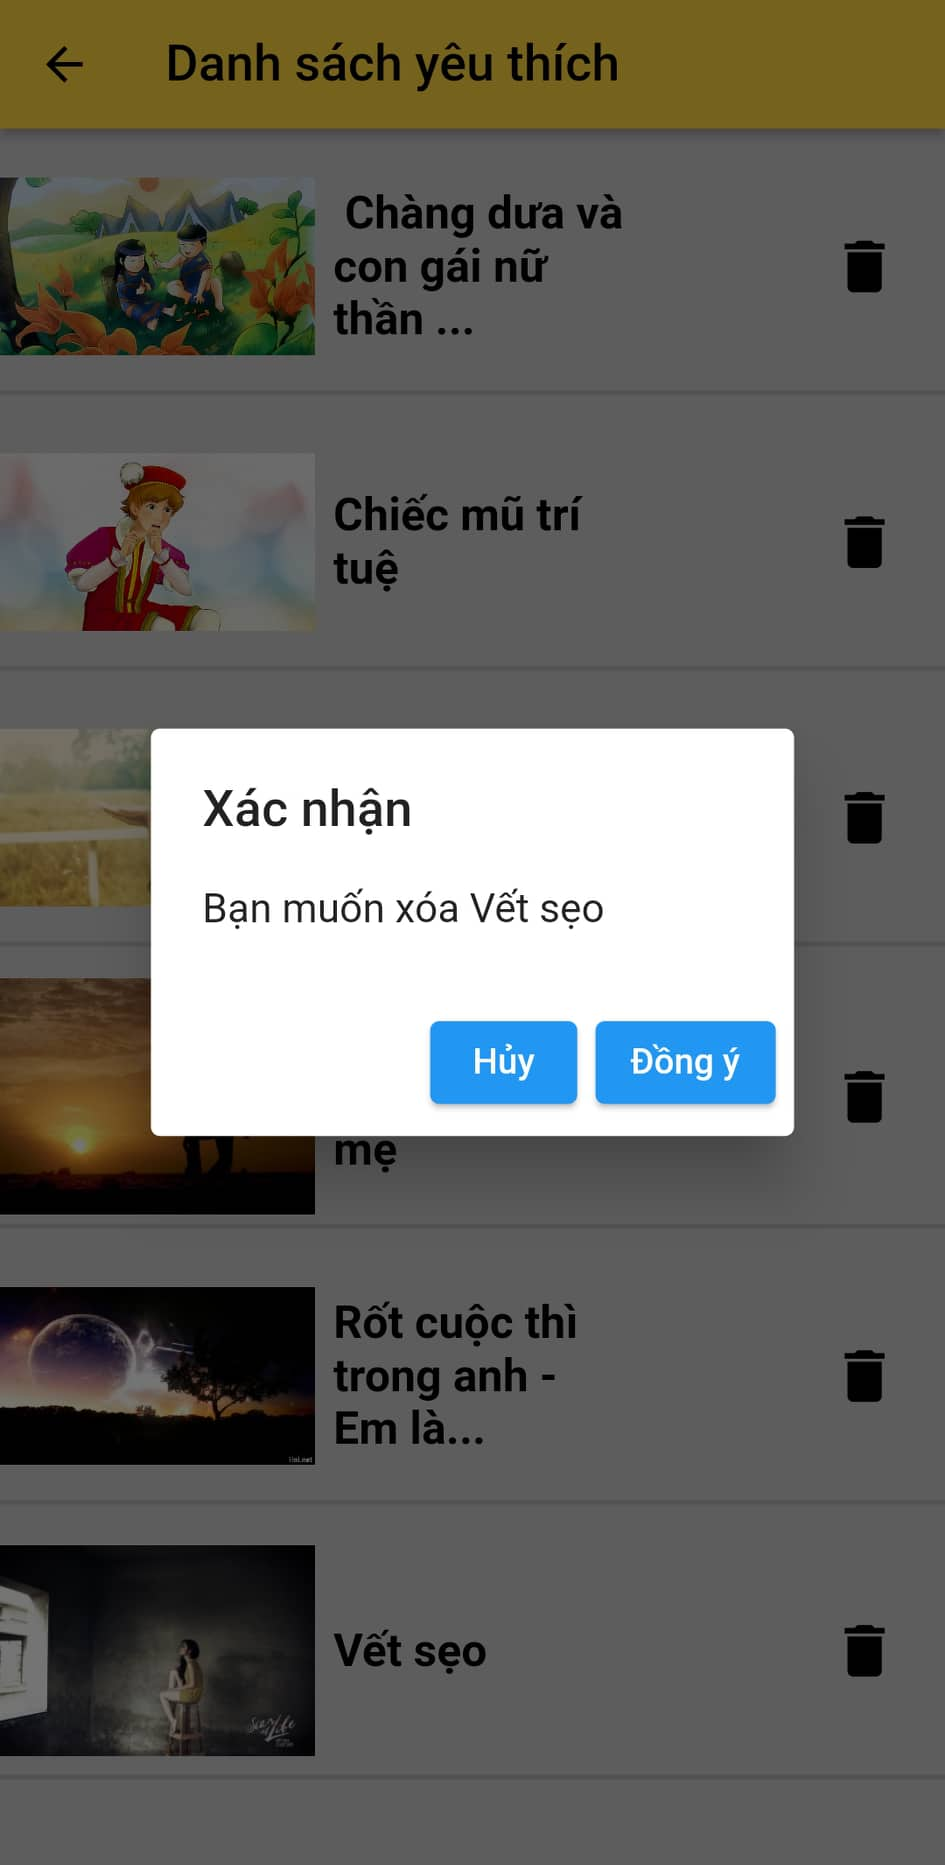 Danh sách yêu thích
Chàng dưa và
con gái nữ
thần ...
Chiếc mũ trí
tuệ
Xác nhận
Bạn muốn xóa Vết sẹo
Hủy
Đồng ý
mẹ
Rốt cuộc thì
trong anh -
Em là...
Vết sẹo